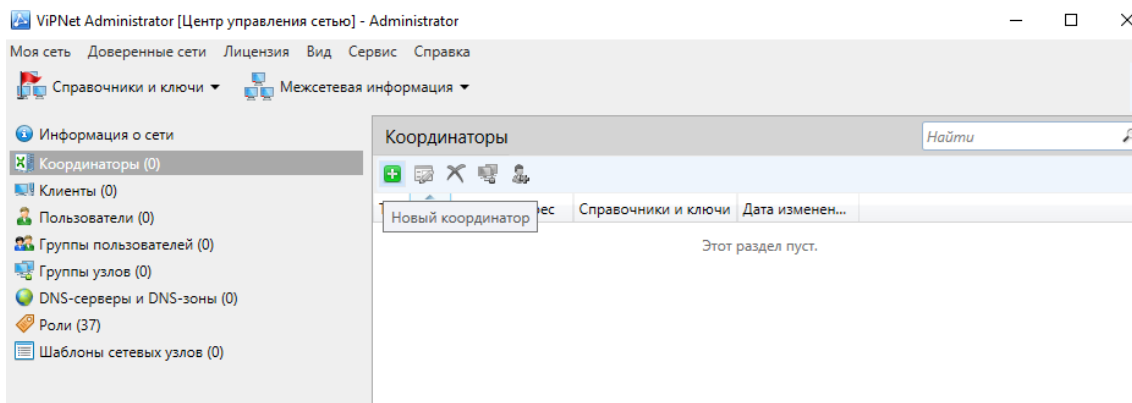 ViPNet Administrator [Центр управления сетью] - Administrator
Моя сеть Доверенные сети Лицензия Вид Сервис Справка
Справочники и ключи Межсетевая информация
Информация о сети
Координаторы (0)
Клиенты (0)
Пользователи (0)
Группы пользователей (0)
Группы узлов (0)
DNS-серверы и DNS-зоны (0)
Роли (37)
Шаблоны сетевых узлов (0)
Координаторы Найти
Новый координатор
Справочники и ключи Дата изменен...
Этот раздел пуст.